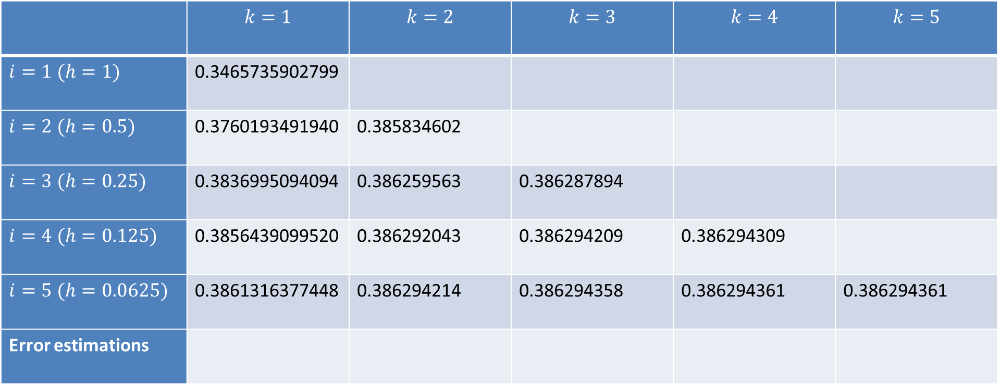 k = 1 k = 2 k = 3 k = 4 k = 5
i = 1 (h = 1) 0.3465735902799
i = 2 (h = 0.5) 0.3760193491940 0.385834602
i = 3 (h = 0.25) 0.3836995094094 0.386259563 0.386287894
i = 4 (h = 0.125) 0.3856439099520 0.386292043 0.386294209 0.386294309
i = 5 (h = 0.0625) 0.3861316377448 0.386294214 0.386294358 0.386294361 0.386294361
Error estimations